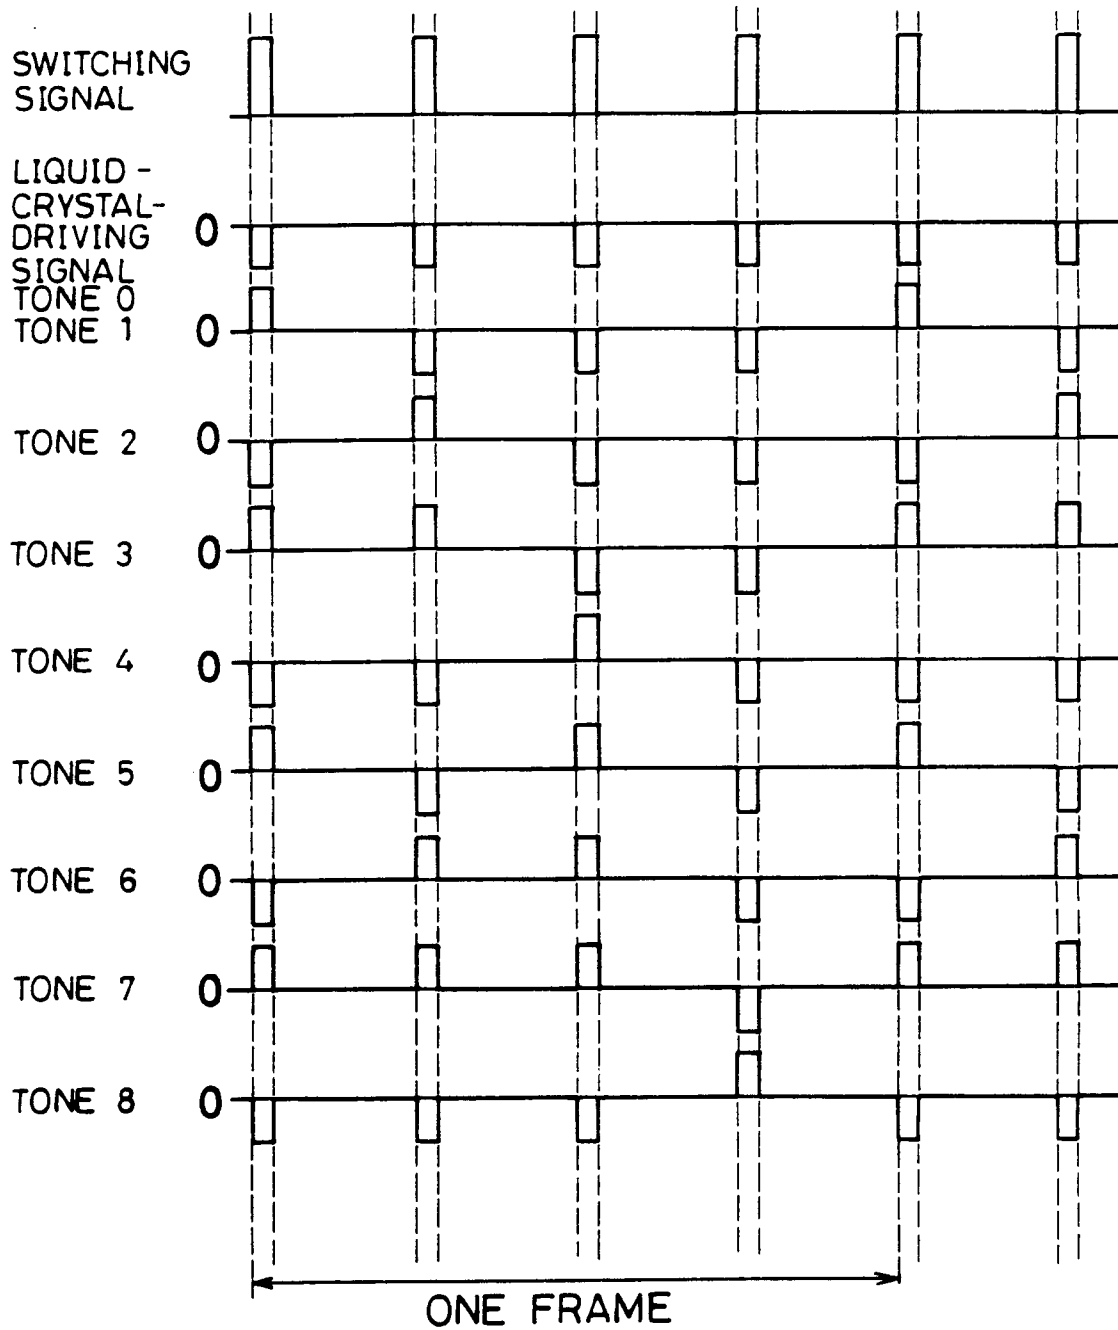 SWITCHING
SIGNAL
LIQUID-
CRYSTAL-
DRIVING
SIGNAL
0
TONE 0
TONE 1 0
TONE 2 0
TONE 3 0
TONE 4 0
TONE 5 0
TONE 6 0
TONE 7 0
TONE 8 0
ONE FRAME